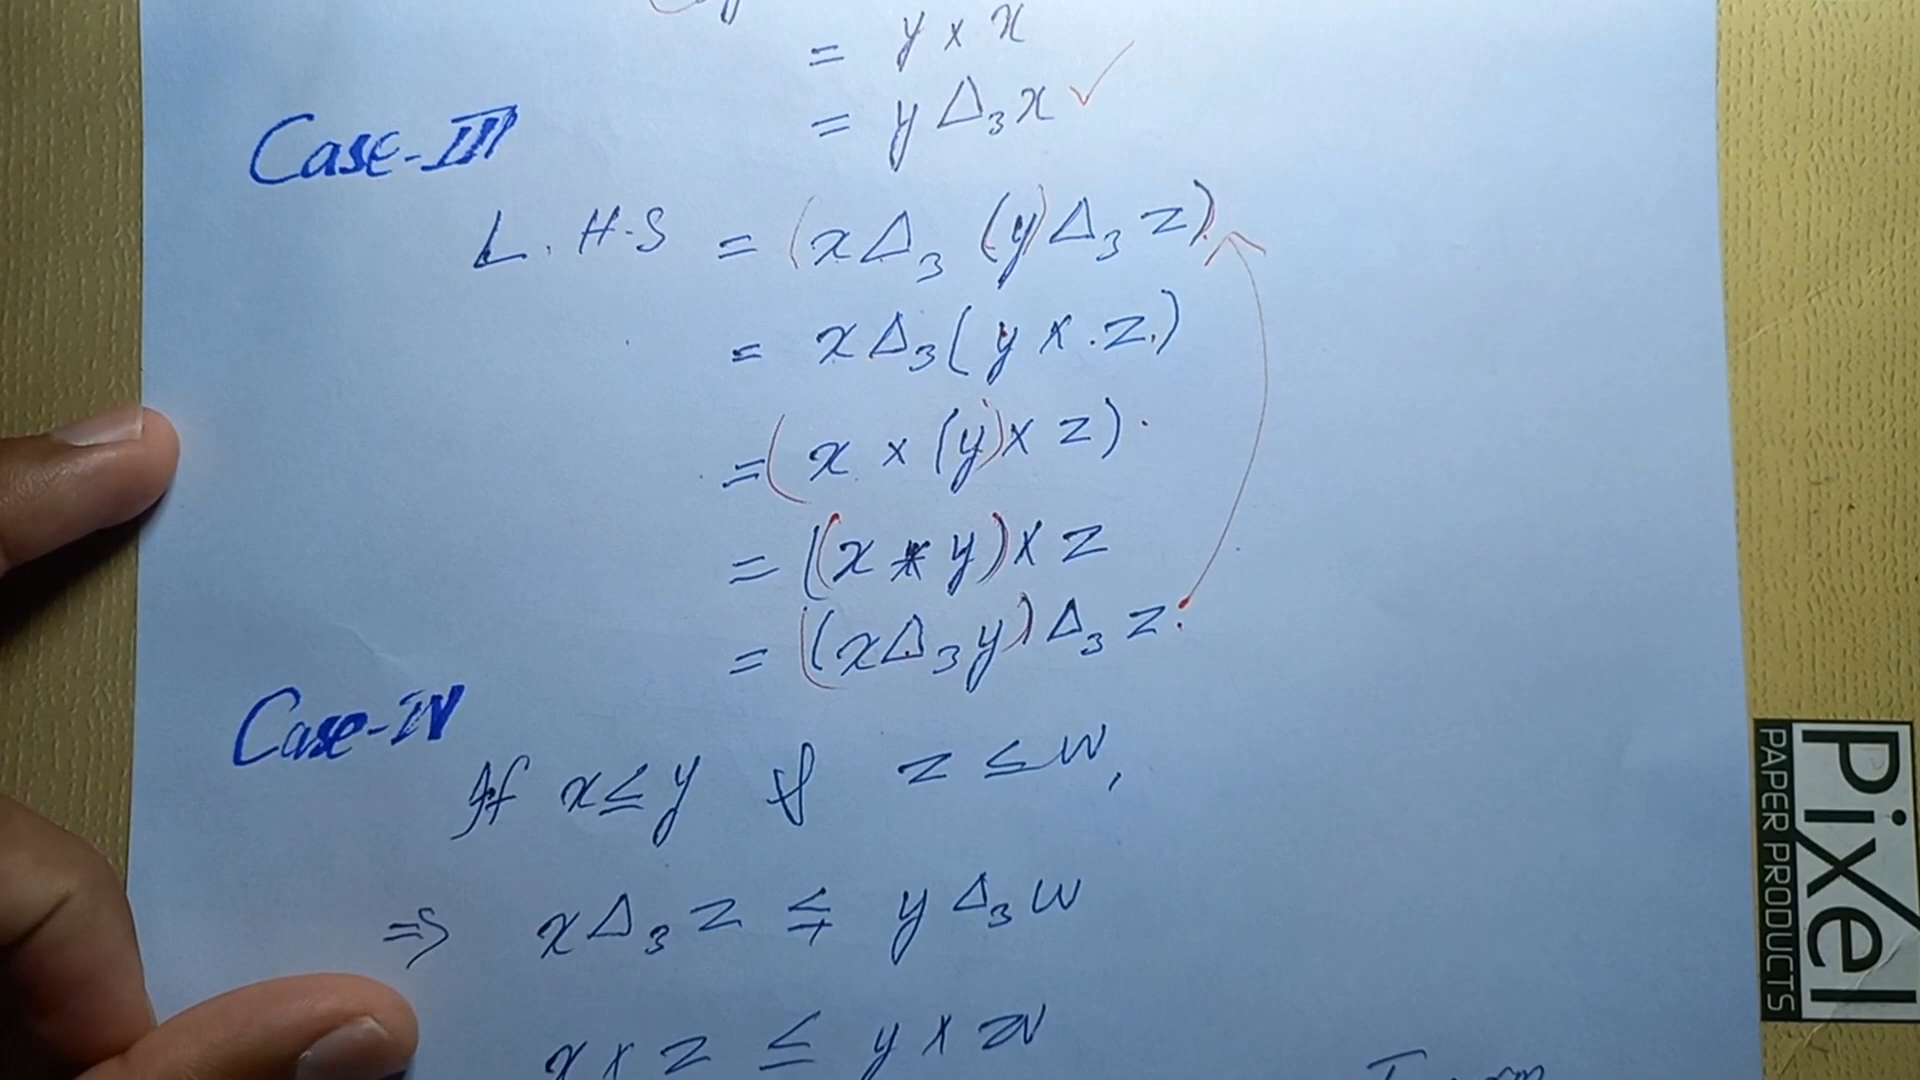 = y × x
= y Δ₃ x ✓
Case-III
L.H.S = (x Δ₃ (y) Δ₃ z)
= x Δ₃ (y × . z.)
= (x × (y) × z) .
= ((x * y) × z
= ((x Δ₃ y) Δ₃ z.
Case-IV
If x ≤ y & z ≤ w,
⇒ x Δ₃ z ≤ y Δ₃ w
x × z ≤ y × w
PiXel
PAPER PRODUCTS